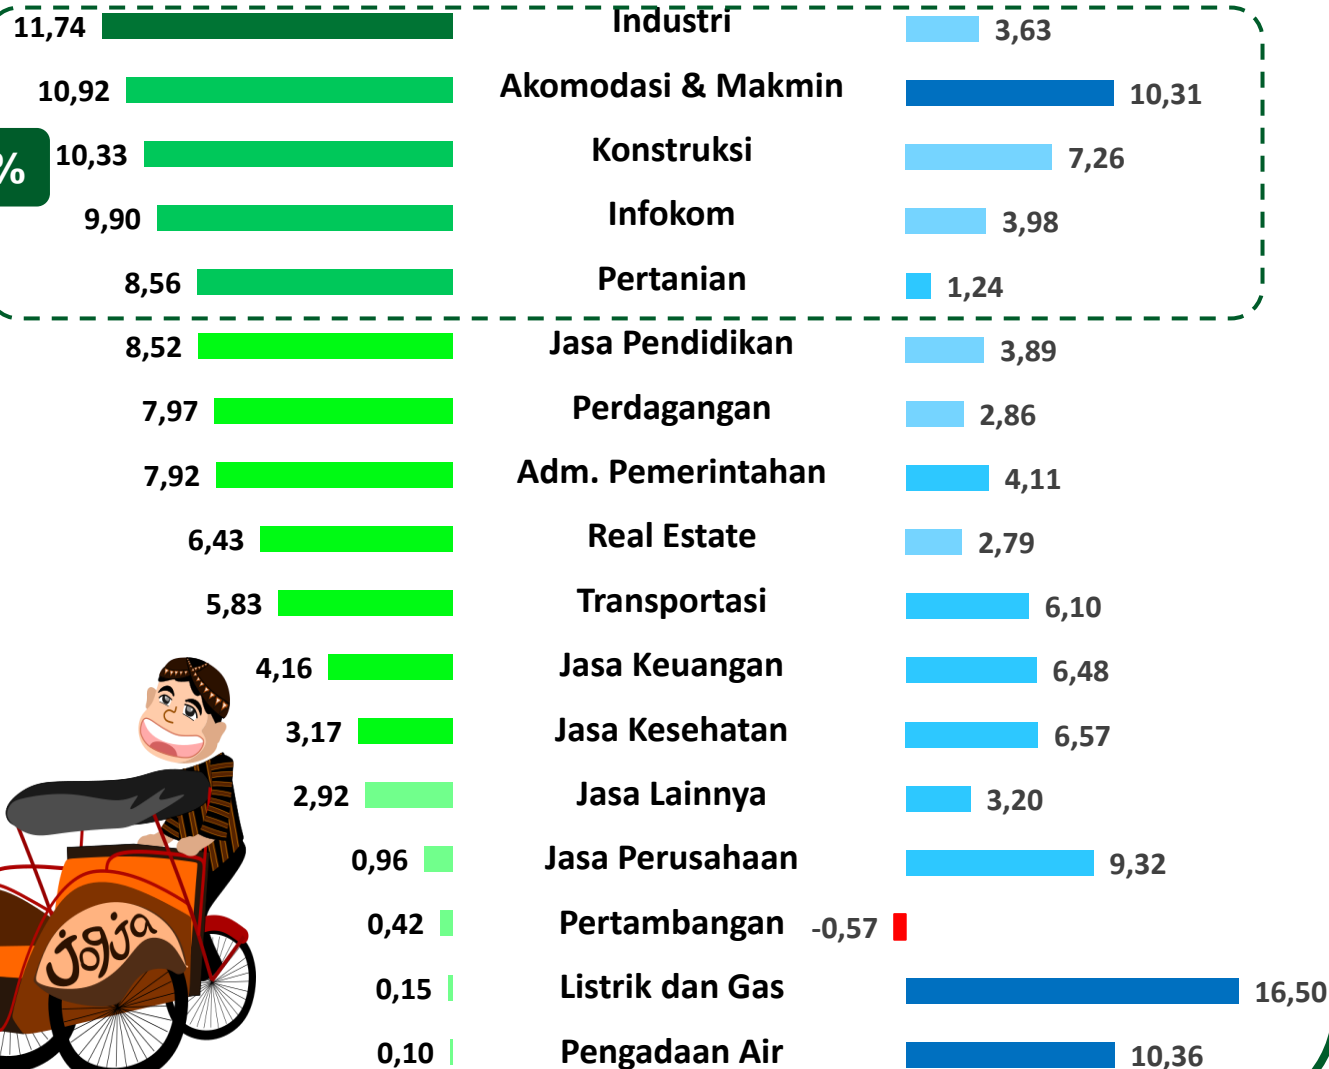 11,74 Industri 3,63
10,92 Akomodasi & Makmin 10,31
% 10,33 Konstruksi 7,26
9,90 Infokom 3,98
8,56 Pertanian 1,24
8,52 Jasa Pendidikan 3,89
7,97 Perdagangan 2,86
7,92 Adm. Pemerintahan 4,11
6,43 Real Estate 2,79
5,83 Transportasi 6,10
4,16 Jasa Keuangan 6,48
3,17 Jasa Kesehatan 6,57
2,92 Jasa Lainnya 3,20
0,96 Jasa Perusahaan 9,32
0,42 Pertambangan -0,57
0,15 Listrik dan Gas 16,50
0,10 Pengadaan Air 10,36
jogja